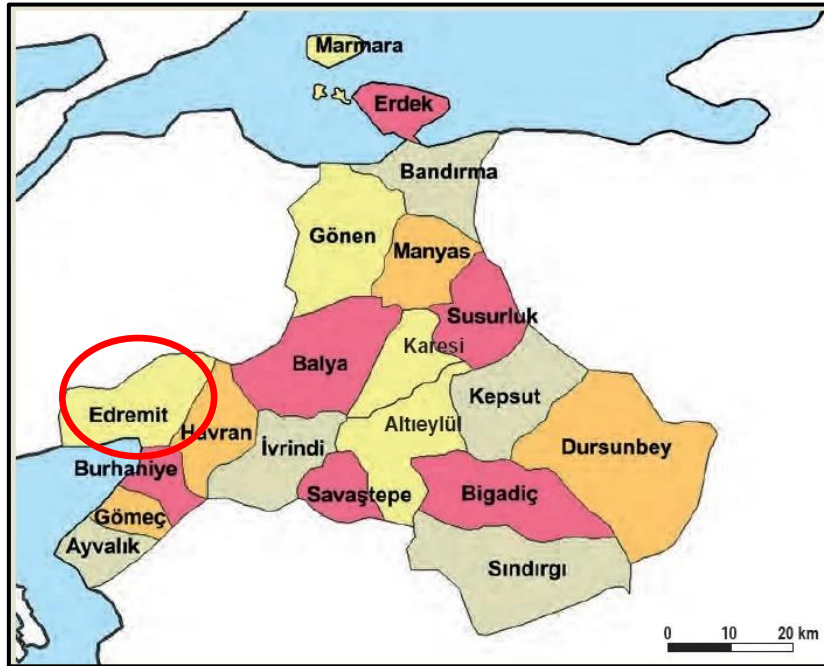 Marmara
Erdek
Bandırma
Gönen
Manyas
Susurluk
Karesi
Balya
Kepsut
Edremit
Altıeylül
Havran
İvrindi
Dursunbey
Burhaniye
Savaştepe
Bigadiç
Gömeç
Ayvalık
Sındırgı
0 10 20 km